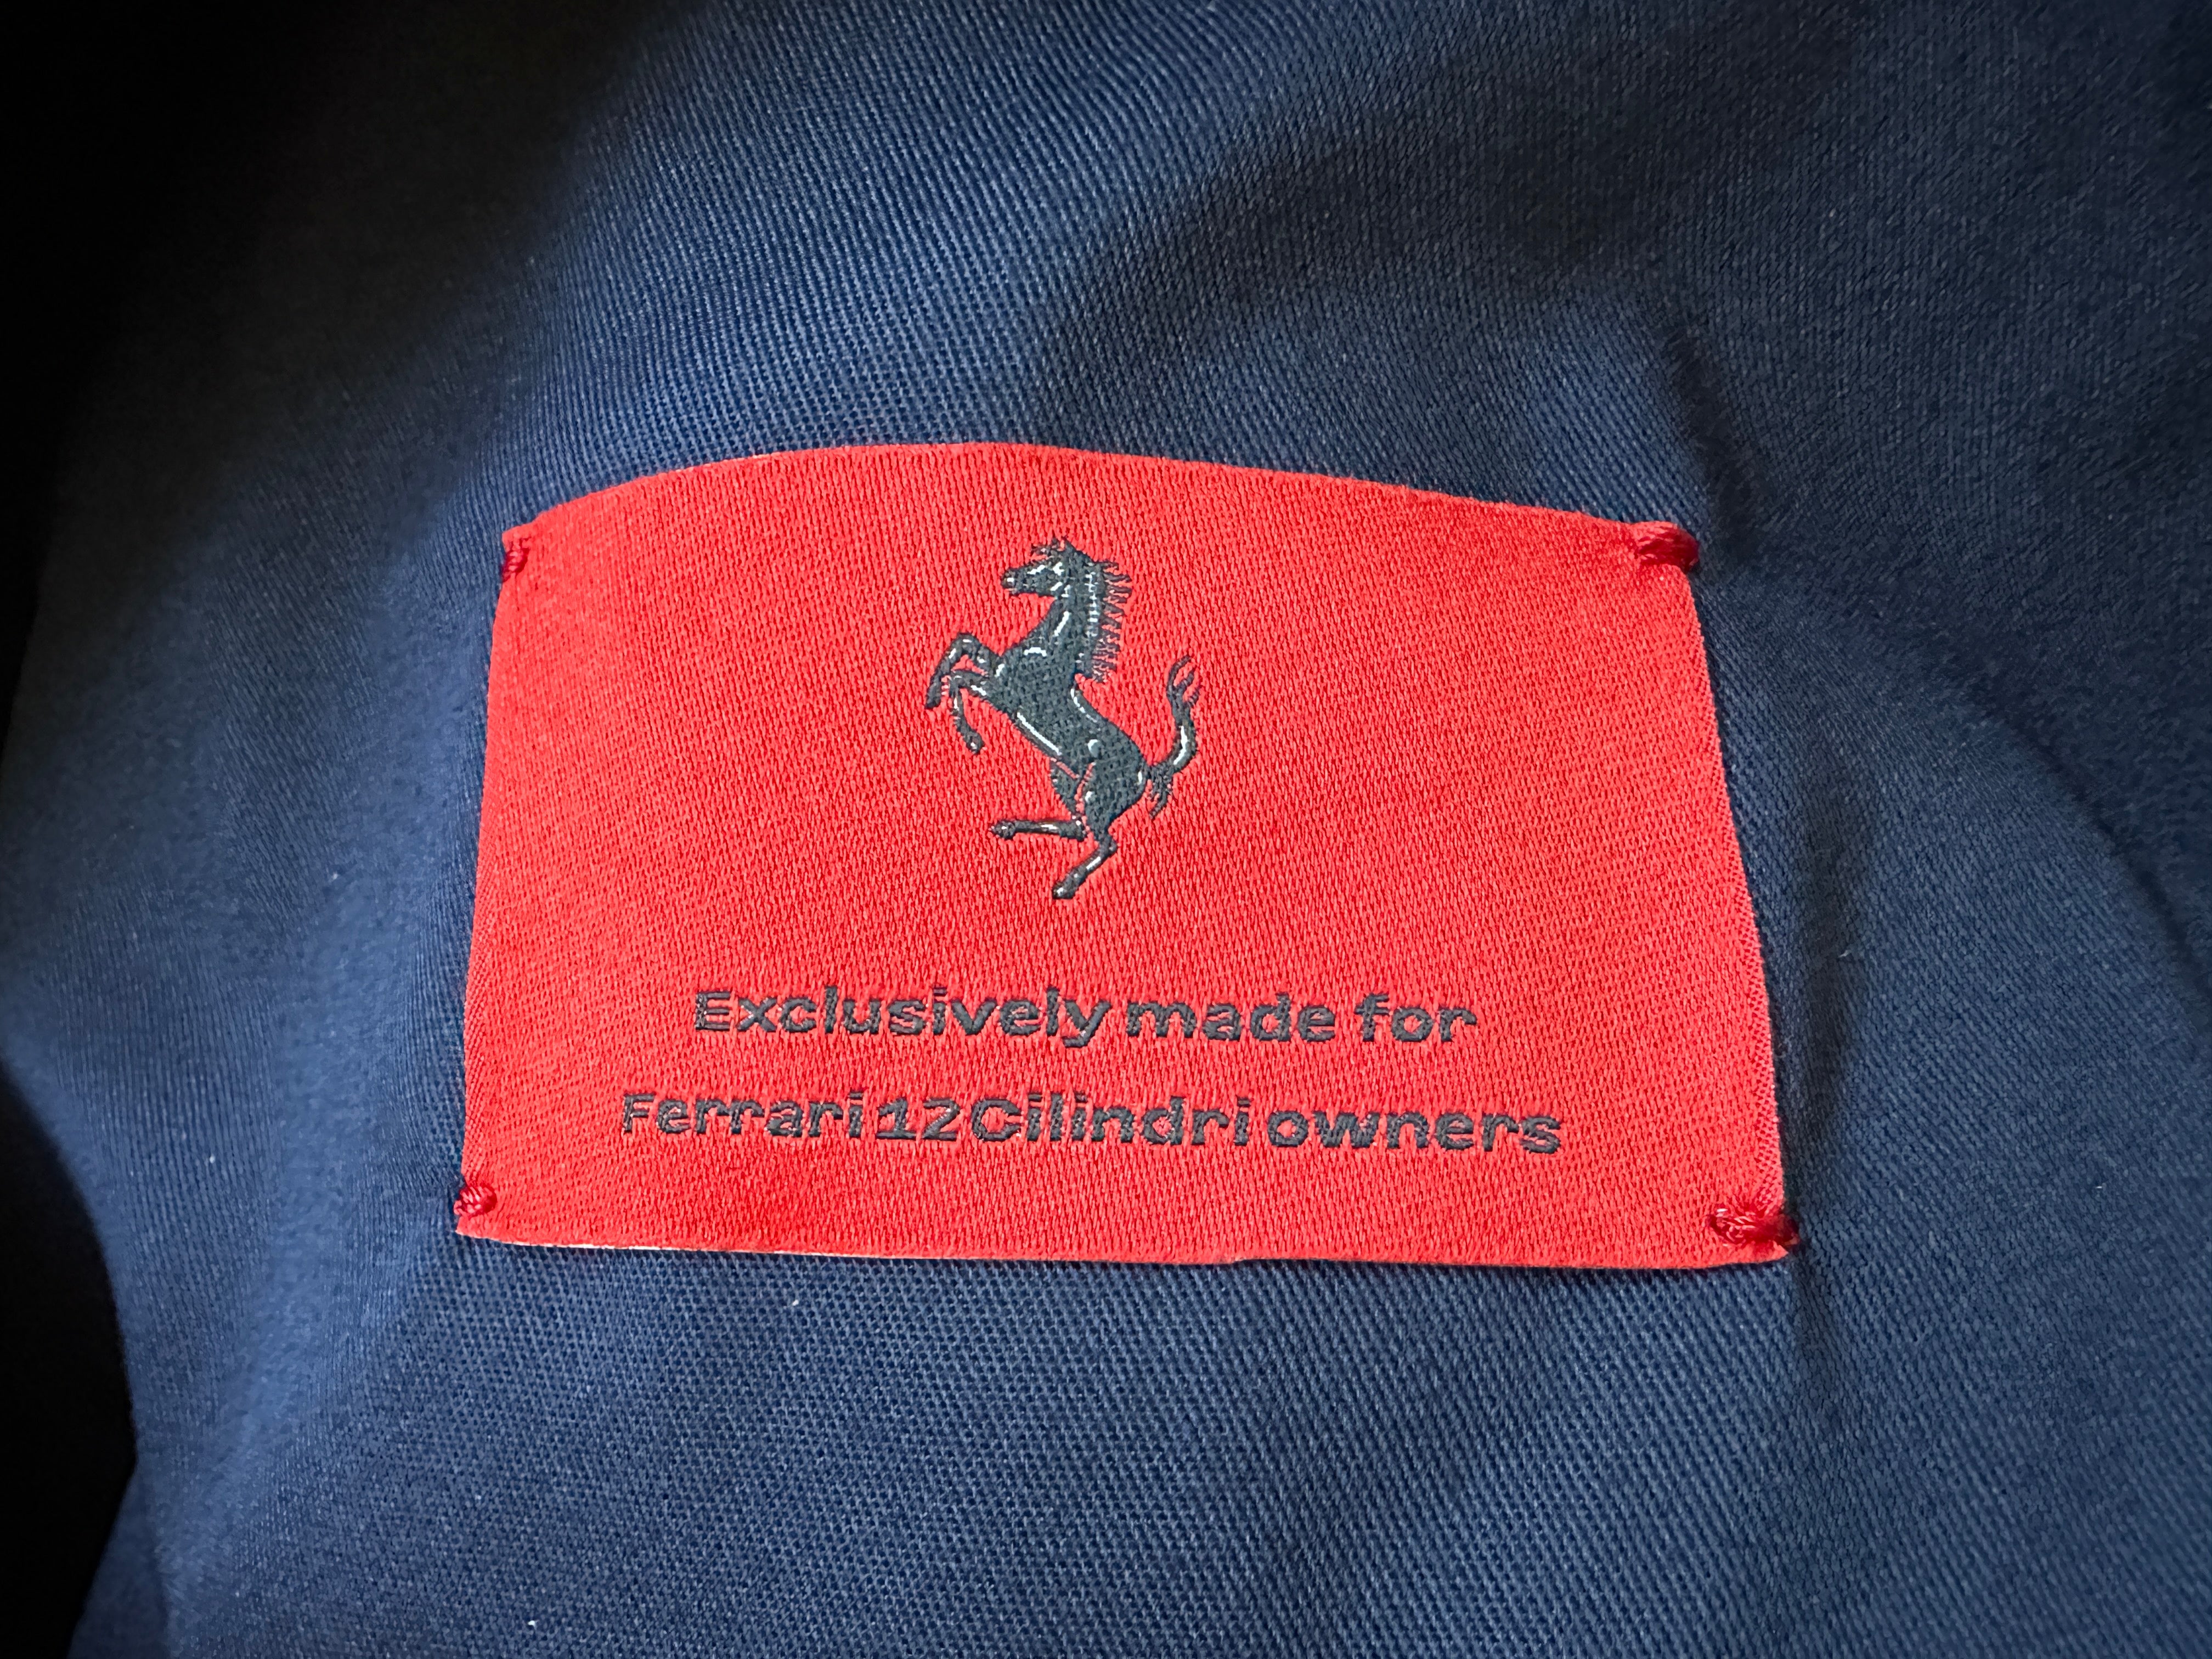 Exclusively made for
Ferrari 12Cilindri owners